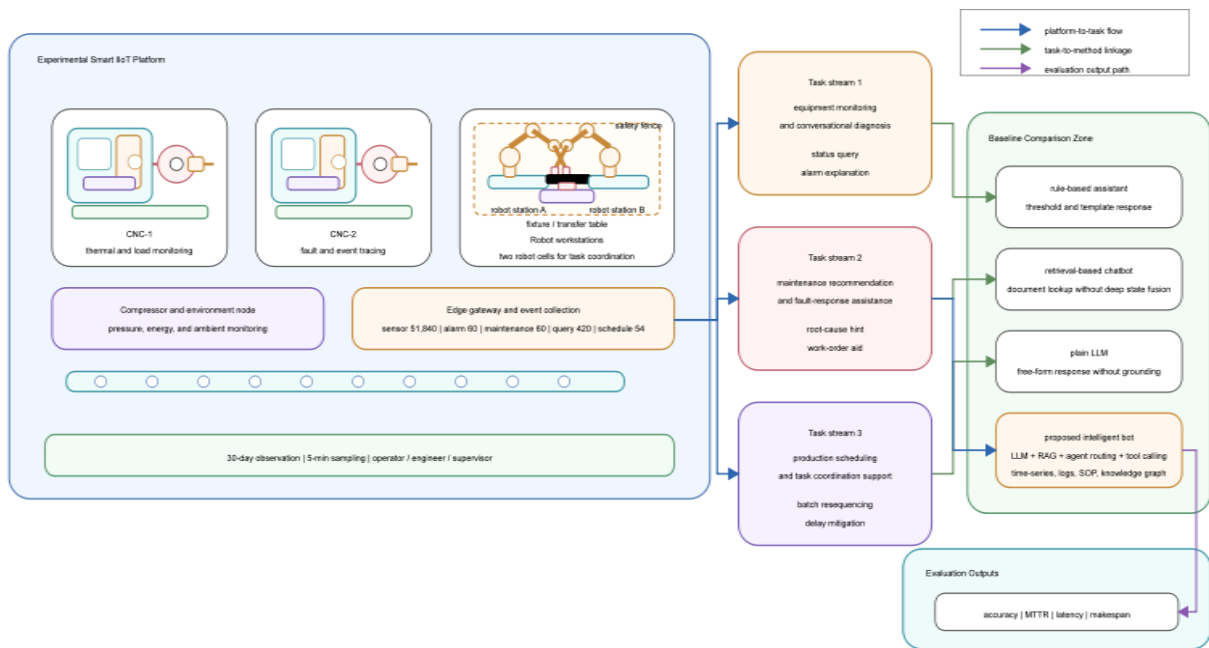 platform-to-task flow
task-to-method linkage
evaluation output path
Experimental Smart IIoT Platform
CNC-1
thermal and load monitoring
CNC-2
fault and event tracing
safety fence
robot station A
robot station B
fixture / transfer table
Robot workstations
two robot cells for task coordination
Compressor and environment node
pressure, energy, and ambient monitoring
Edge gateway and event collection
sensor 51,840 | alarm 60 | maintenance 60 | query 420 | schedule 54
30-day observation | 5-min sampling | operator / engineer / supervisor
Task stream 1
equipment monitoring
and conversational diagnosis
status query
alarm explanation
Task stream 2
maintenance recommendation
and fault-response assistance
root-cause hint
work-order aid
Task stream 3
production scheduling
and task coordination support
batch resequencing
delay mitigation
Baseline Comparison Zone
rule-based assistant
threshold and template response
retrieval-based chatbot
document lookup without deep state fusion
plain LLM
free-form response without grounding
proposed intelligent bot
LLM + RAG + agent routing + tool calling
time-series, logs, SOP, knowledge graph
Evaluation Outputs
accuracy | MTTR | latency | makespan